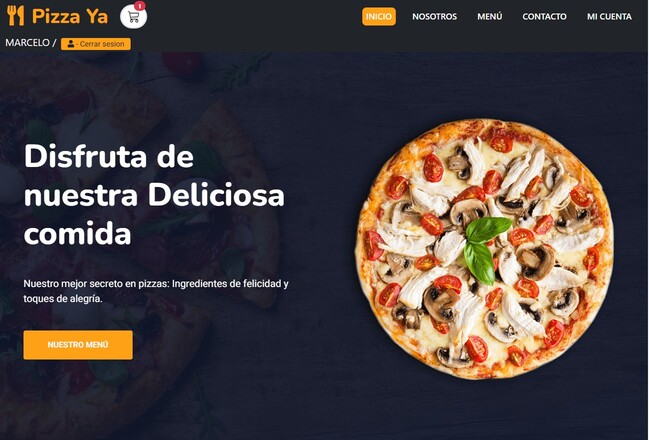 Pizza Ya
1
INICIO
NOSOTROS
MENÚ
CONTACTO
MI CUENTA
MARCELO /
- Cerrar sesion
Disfruta de
nuestra Deliciosa
comida
Nuestro mejor secreto en pizzas: Ingredientes de felicidad y
toques de alegría.
NUESTRO MENÚ